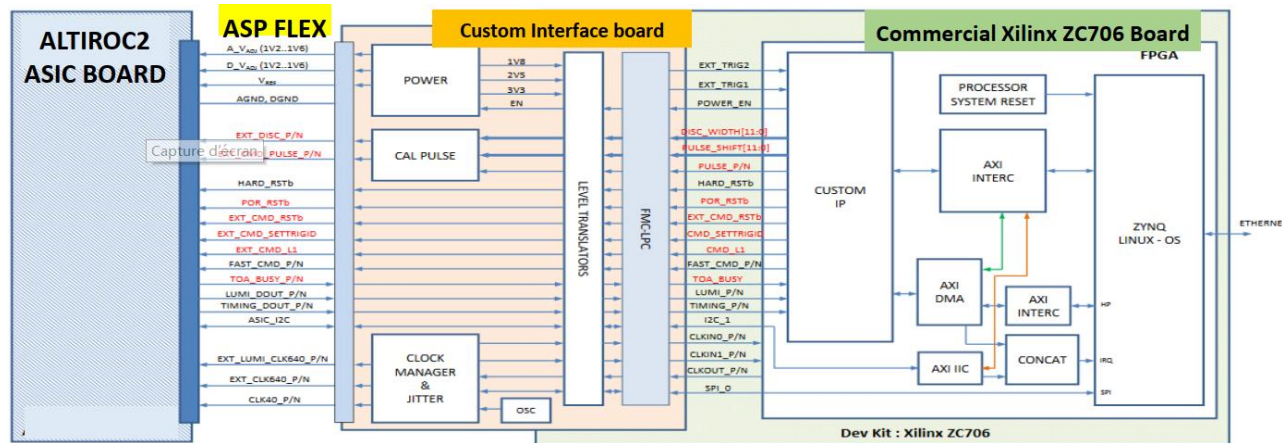 ALTIROC2
ASIC BOARD
ASP FLEX
Custom Interface board
Commercial Xilinx ZC706 Board
FPGA
A_V_ADJ (1V2..1V6)
D_V_ADJ (1V2..1V6)
AGND, DGND
EXT_DISC_P/N
Capture d'écran
PULSE_P/N
HARD_RSTb
POR_RSTb
EXT_CMD_RSTb
EXT_CMD_SETTRIGID
EXT_CMD_L1
FAST_CMD_P/N
TOA_BUSY_P/N
LUMI_DOUT_P/N
TIMING_DOUT_P/N
ASIC_I2C
EXT_LUMI_CLK640_P/N
EXT_CLK640_P/N
CLK40_P/N
POWER
1V8
2V5
3V3
EN
CAL PULSE
CLOCK
MANAGER
&
JITTER
OSC
LEVEL TRANSLATORS
FMC-LPC
EXT_TRIG2
EXT_TRIG1
POWER_EN
DISC_WIDTH[11:0]
PULSE_SHIFT[11:0]
PULSE_P/N
HARD_RSTb
POR_RSTb
EXT_CMD_RSTb
CMD_SETTRIGID
CMD_L1
FAST_CMD_P/N
TOA_BUSY
LUMI_P/N
TIMING_P/N
I2C_1
CLKIN0_P/N
CLKIN1_P/N
CLKOUT_P/N
SPI_0
CUSTOM
IP
PROCESSOR
SYSTEM RESET
AXI
INTERC
AXI
DMA
AXI
INTERC
AXI IIC
CONCAT
ZYNQ
LINUX - OS
HP
IRQ
SPI
ETHERNE
Dev Kit : Xilinx ZC706